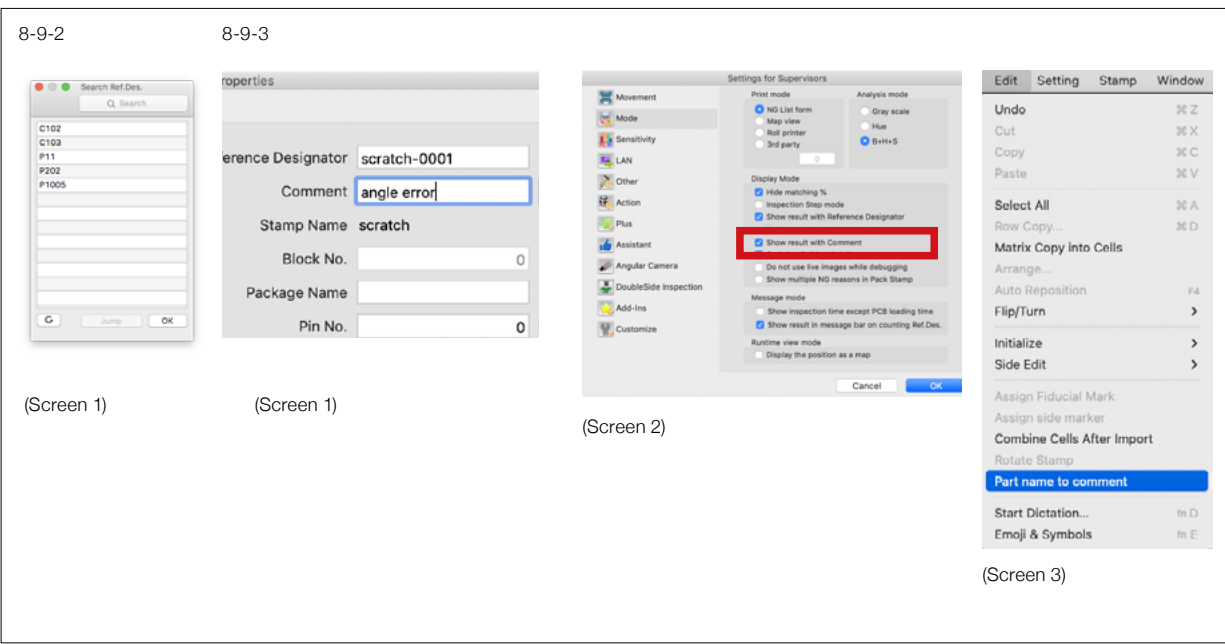 8-9-2
8-9-3
Search Ref.Des.
Search
C102
C103
P11
P202
P1005
Jump
OK
(Screen 1)
roperties
erence Designator scratch-0001
Comment angle error
Stamp Name scratch
Block No. 0
Package Name
Pin No. 0
(Screen 1)
Settings for Supervisors
Movement
Mode
Sensitivity
LAN
Other
Action
Plus
Assistant
Angular Camera
DoubleSide Inspection
Add-Ins
Customize
Print mode
NG List form
Map view
Roll printer
3rd party
0
Analysis mode
Gray scale
Hue
B+H+S
Display Mode
Hide matching %
Inspection Step mode
Show result with Reference Designator
Show result with Comment
Do not use live images while debugging
Show multiple NG reasons in Pack Stamp
Message mode
Show inspection time except PCB loading time
Show result in message bar on counting Ref.Des.
Runtime view mode
Display the position as a map
Cancel
OK
(Screen 2)
Edit Setting Stamp Window
Undo ⌘ Z
Cut ⌘ X
Copy ⌘ C
Paste ⌘ V
Select All ⌘ A
Row Copy... ⌘ D
Matrix Copy into Cells
Arrange...
Auto Reposition F4
Flip/Turn >
Initialize >
Side Edit >
Assign Fiducial Mark
Assign side marker
Combine Cells After Import
Rotate Stamp
Part name to comment
Start Dictation... fn D
Emoji & Symbols fn E
(Screen 3)